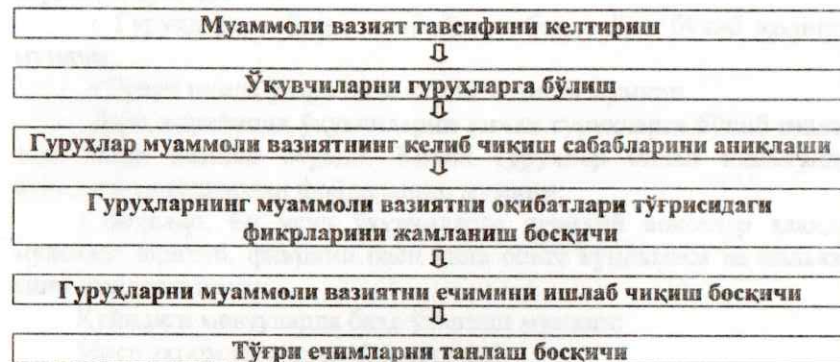 Муаммоли вазият тавсифини келтириш
Ўқувчиларни гуруҳларга бўлиш
Гуруҳлар муаммоли вазиятнинг келиб чиқиш сабабларини аниқлаши
Гуруҳларнинг муаммоли вазиятни оқибатлари тўғрисидаги
фикрларини жамланиш босқичи
Гуруҳларни муаммоли вазиятни ечимини ишлаб чиқиш босқичи
Тўғри ечимларни танлаш босқичи